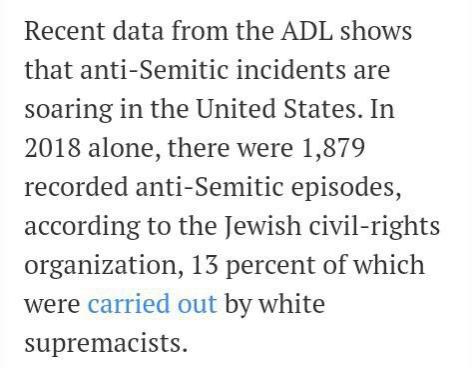 Recent data from the ADL shows
that anti-Semitic incidents are
soaring in the United States. In
2018 alone, there were 1,879
recorded anti-Semitic episodes,
according to the Jewish civil-rights
organization, 13 percent of which
were carried out by white
supremacists.